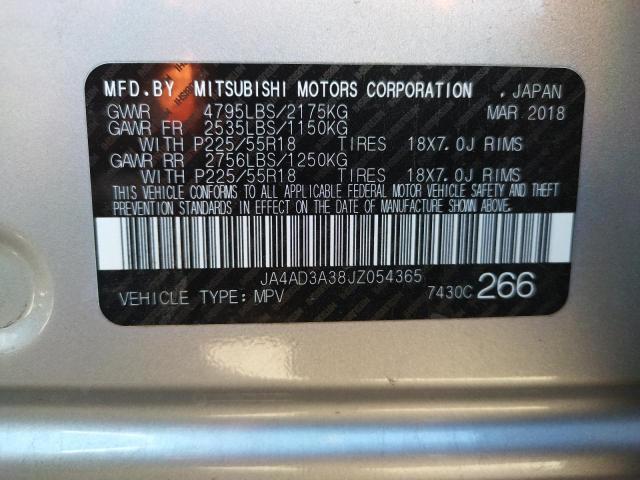 MFD.BY MITSUBISHI MOTORS CORPORATION , JAPAN
GWWR 4795LBS/2175KG MAR 2018
GAWR FR 2535LBS/1150KG
WITH P225/55R18 TIRES 18X7.0J RIMS
GAWR RR 2756LBS/1250KG
WITH P225/55R18 TIRES 18X7.0J RIMS
THIS VEHICLE CONFORMS TO ALL APPLICABLE FEDERAL MOTOR VEHICLE SAFETY AND THEFT
PREVENTION STANDARDS IN EFFECT ON THE DATE OF MANUFACTURE SHOWN ABOVE.
JA4AD3A38JZ054365
VEHICLE TYPE:MPV 7430C 266